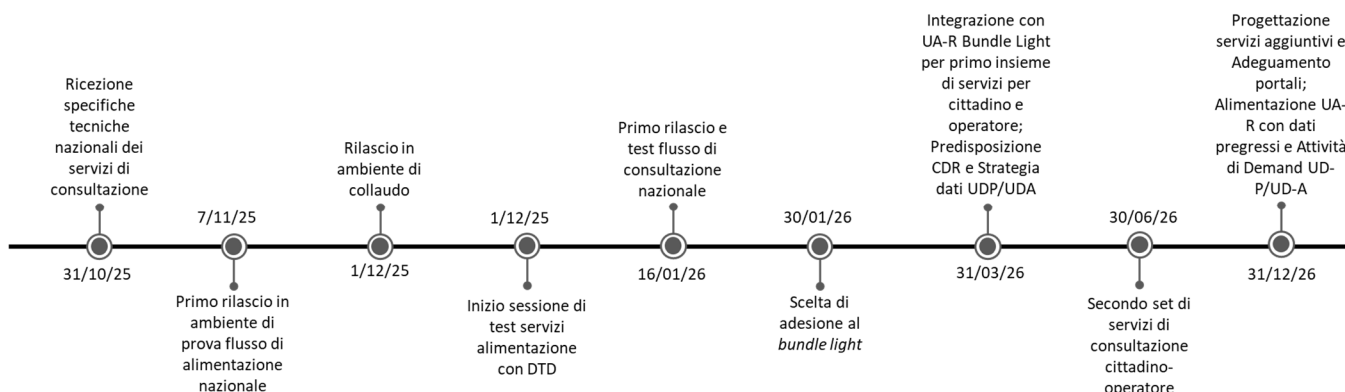 Ricezione
specifiche
tecniche
nazionali dei
servizi di
consultazione
31/10/25
7/11/25
Primo rilascio in
ambiente di
prova flusso di
alimentazione
nazionale
Rilascio in
ambiente di
collaudo
1/12/25
1/12/25
Inizio sessione di
test servizi
alimentazione
con DTD
Primo rilascio e
test flusso di
consultazione
nazionale
16/01/26
30/01/26
Scelta di
adesione al
bundle light
Integrazione con
UA-R Bundle Light
per primo insieme
di servizi per
cittadino e
operatore;
Predisposizione
CDR e Strategia
dati UDP/UDA
31/03/26
30/06/26
Secondo set di
servizi di
consultazione
cittadino-
operatore
Progettazione
servizi aggiuntivi e
Adeguamento
portali;
Alimentazione UA-
R con dati
pregressi e Attività
di Demand UD-
P/UD-A
31/12/26